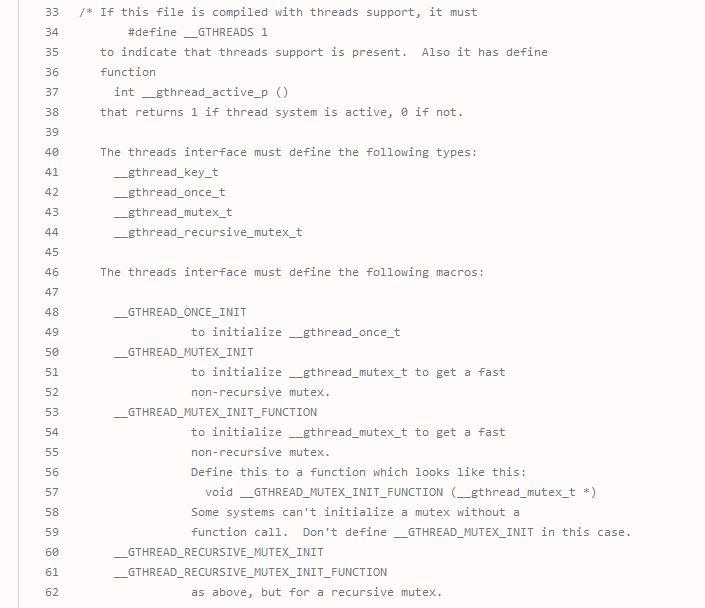 33 /* If this file is compiled with threads support, it must
34 #define __GTHREADS 1
35 to indicate that threads support is present.  Also it has define
36 function
37 int __gthread_active_p ()
38 that returns 1 if thread system is active, 0 if not.
39
40 The threads interface must define the following types:
41 __gthread_key_t
42 __gthread_once_t
43 __gthread_mutex_t
44 __gthread_recursive_mutex_t
45
46 The threads interface must define the following macros:
47
48 __GTHREAD_ONCE_INIT
49 to initialize __gthread_once_t
50 __GTHREAD_MUTEX_INIT
51 to initialize __gthread_mutex_t to get a fast
52 non-recursive mutex.
53 __GTHREAD_MUTEX_INIT_FUNCTION
54 to initialize __gthread_mutex_t to get a fast
55 non-recursive mutex.
56 Define this to a function which looks like this:
57 void __GTHREAD_MUTEX_INIT_FUNCTION (__gthread_mutex_t *)
58 Some systems can't initialize a mutex without a
59 function call.  Don't define __GTHREAD_MUTEX_INIT in this case.
60 __GTHREAD_RECURSIVE_MUTEX_INIT
61 __GTHREAD_RECURSIVE_MUTEX_INIT_FUNCTION
62 as above, but for a recursive mutex.